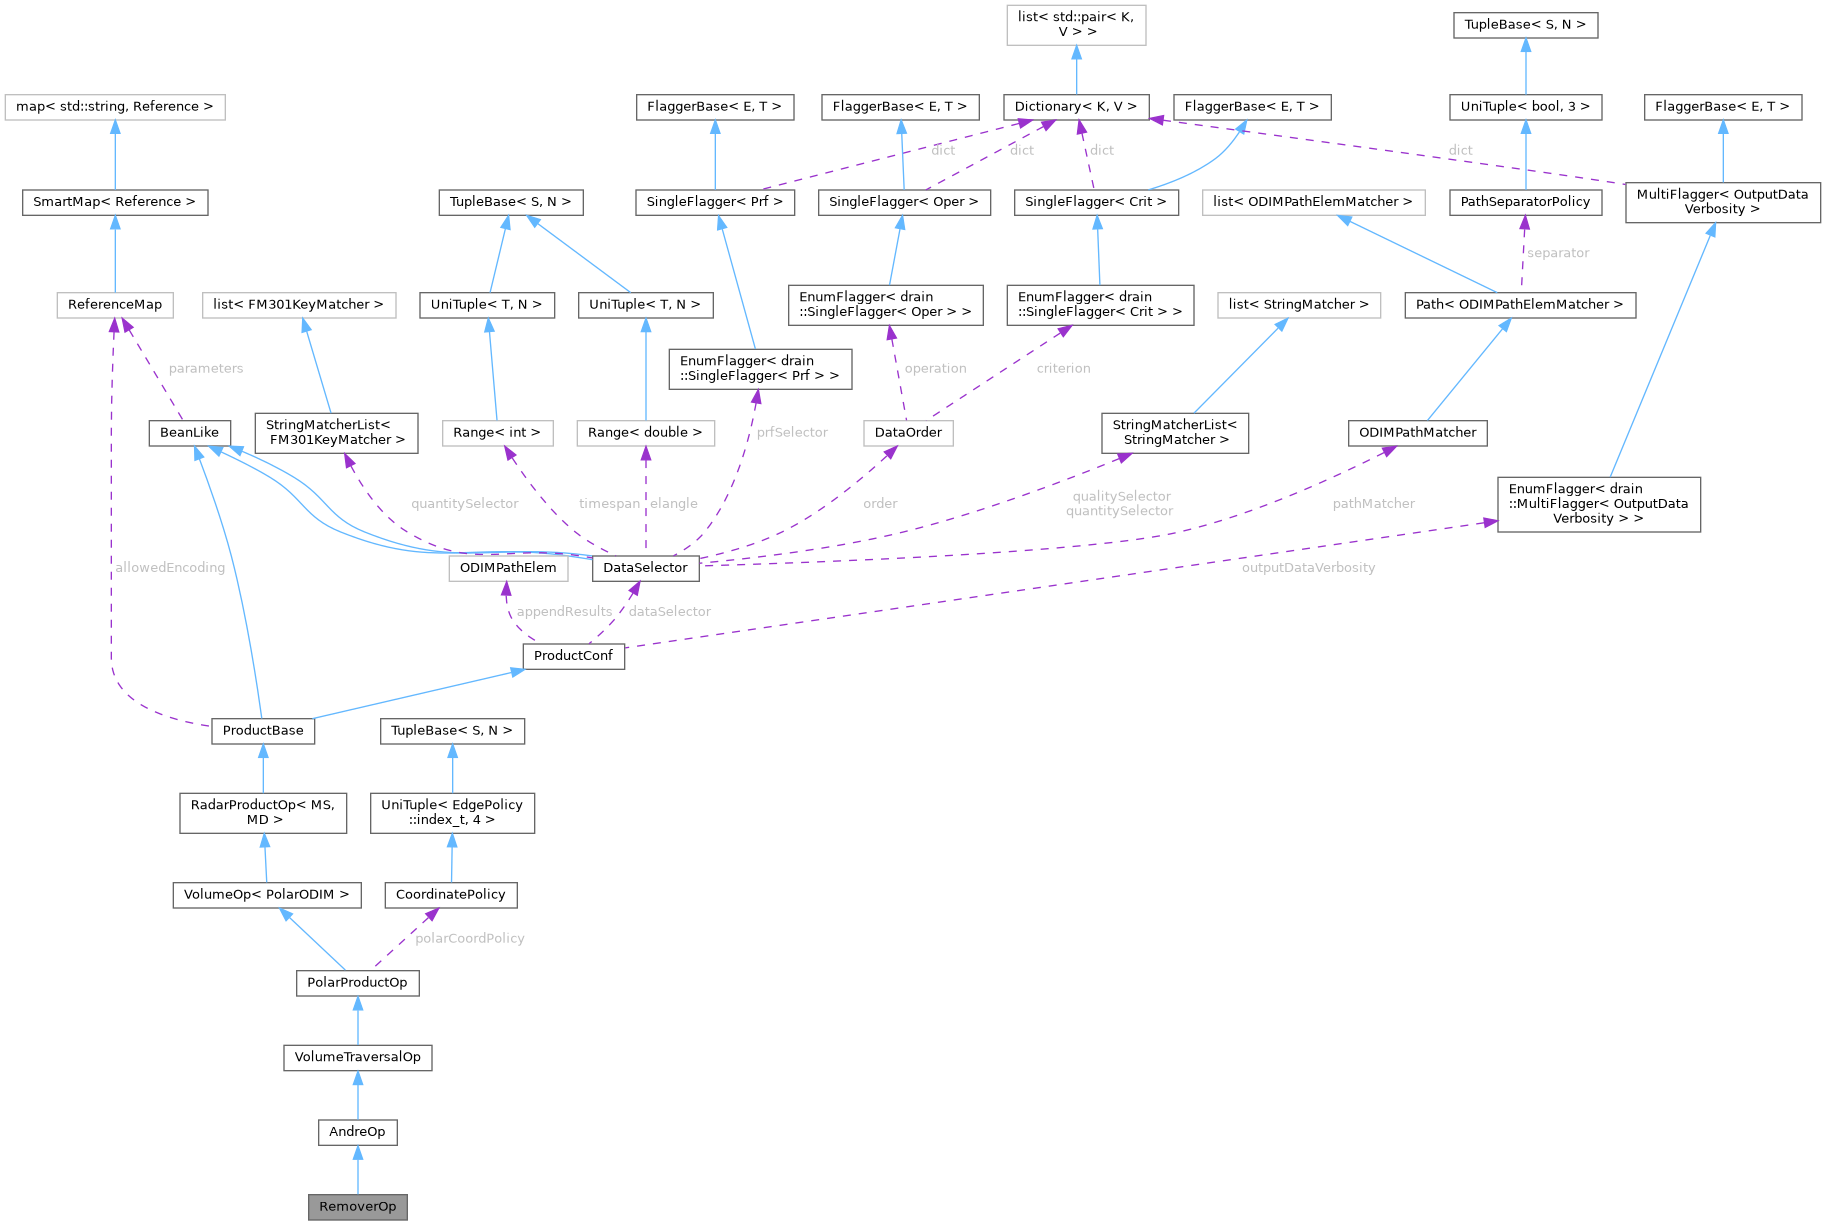 list< std::pair< K,
V > >
TupleBase< S, N >
map< std::string, Reference >
FlaggerBase< E, T >
FlaggerBase< E, T >
Dictionary< K, V >
FlaggerBase< E, T >
UniTuple< bool, 3 >
FlaggerBase< E, T >
dict
dict
dict
dict
SmartMap< Reference >
TupleBase< S, N >
SingleFlagger< Prf >
SingleFlagger< Oper >
SingleFlagger< Crit >
list< ODIMPathElemMatcher >
PathSeparatorPolicy
MultiFlagger< OutputData
Verbosity >
separator
ReferenceMap
list< FM301KeyMatcher >
UniTuple< T, N >
UniTuple< T, N >
EnumFlagger< drain
::SingleFlagger< Oper > >
EnumFlagger< drain
::SingleFlagger< Crit > >
list< StringMatcher >
Path< ODIMPathElemMatcher >
parameters
EnumFlagger< drain
::SingleFlagger< Prf > >
operation
criterion
BeanLike
StringMatcherList<
FM301KeyMatcher >
Range< int >
Range< double >
prfSelector
DataOrder
StringMatcherList<
StringMatcher >
ODIMPathMatcher
quantitySelector
timespan
elangle
order
qualitySelector
quantitySelector
pathMatcher
EnumFlagger< drain
::MultiFlagger< OutputData
Verbosity > >
allowedEncoding
ODIMPathElem
DataSelector
outputDataVerbosity
appendResults
dataSelector
ProductConf
ProductBase
TupleBase< S, N >
RadarProductOp< MS,
MD >
UniTuple< EdgePolicy
::index_t, 4 >
VolumeOp< PolarODIM >
CoordinatePolicy
polarCoordPolicy
PolarProductOp
VolumeTraversalOp
AndreOp
RemoverOp